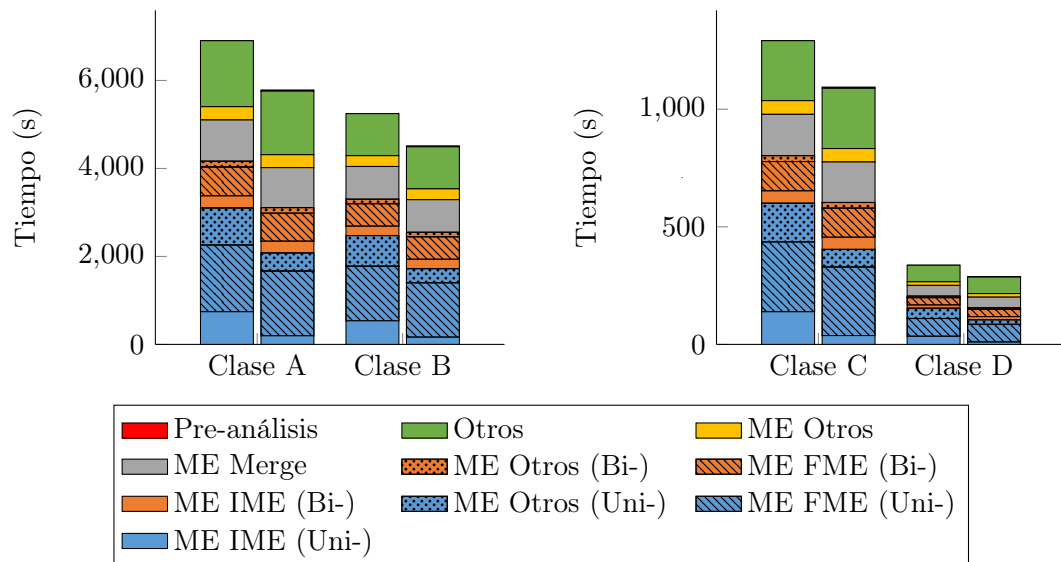 Tiempo (s)
6,000
4,000
2,000
0
Clase A Clase B
Tiempo (s)
1,000
500
0
Clase C Clase D
Pre-análisis Otros ME Otros
ME Merge ME Otros (Bi-) ME FME (Bi-)
ME IME (Bi-) ME Otros (Uni-) ME FME (Uni-)
ME IME (Uni-)